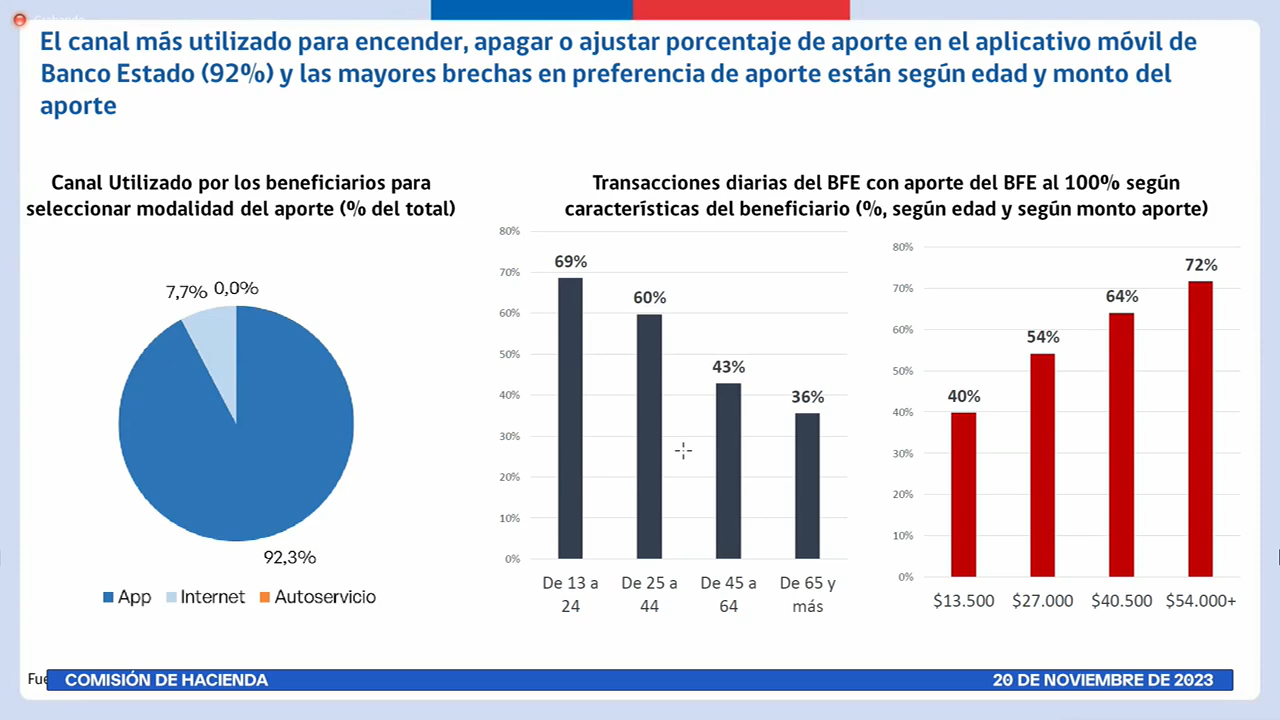 Grabando
El canal más utilizado para encender, apagar o ajustar porcentaje de aporte en el aplicativo móvil de
Banco Estado (92%) y las mayores brechas en preferencia de aporte están según edad y monto del
aporte
Canal Utilizado por los beneficiarios para
seleccionar modalidad del aporte (% del total)
7,7%
0,0%
92,3%
App
Internet
Autoservicio
Transacciones diarias del BFE con aporte del BFE al 100% según
características del beneficiario (%, según edad y según monto aporte)
80%
70%
60%
50%
40%
30%
20%
10%
0%
69%
60%
43%
36%
De 13 a
24
De 25 a
44
De 45 a
64
De 65 y
más
80%
70%
60%
50%
40%
30%
20%
10%
0%
40%
54%
64%
72%
$13.500
$27.000
$40.500
$54.000+
Fue
COMISIÓN DE HACIENDA
20 DE NOVIEMBRE DE 2023